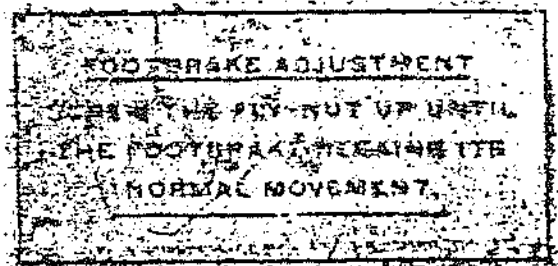 FOOTBRAKE ADJUSTMENT
THE FLY-NUT UP UNTIL
THE FOOTBRAKE REGAINS ITS
NORMAL MOVEMENT.